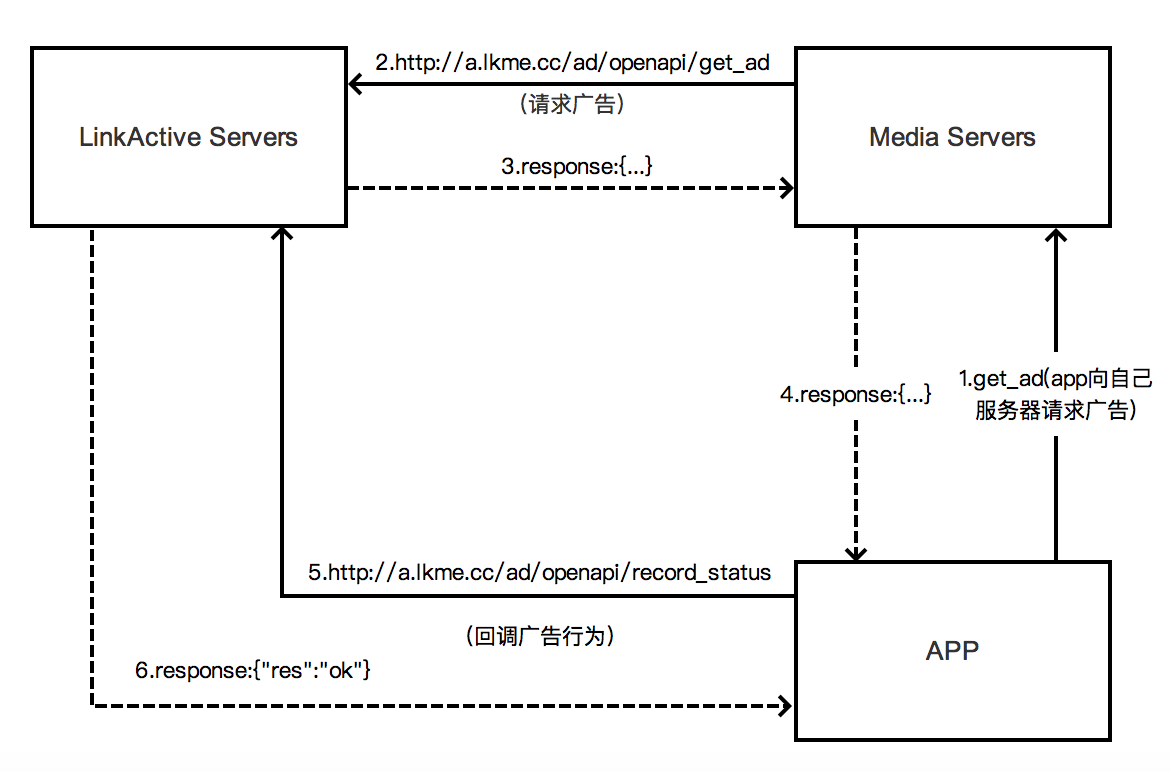 2.http://a.lkme.cc/ad/openapi/get_ad
（请求广告）
LinkActive Servers
Media Servers
3.response:{...}
1.get_ad(app向自己
服务器请求广告)
4.response:{...}
5.http://a.lkme.cc/ad/openapi/record_status
（回调广告行为）
APP
6.response:{"res":"ok"}